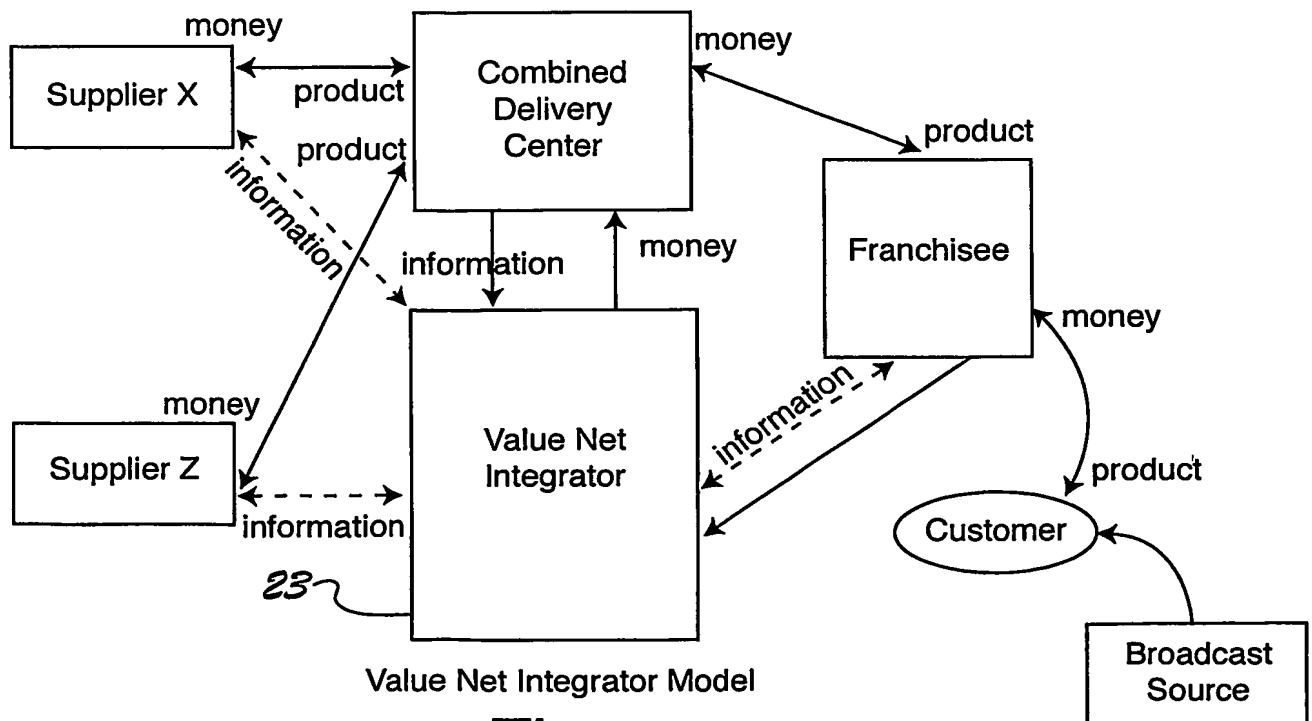 money
Supplier X
product
product
information
Combined
Delivery
Center
money
product
Franchisee
information
money
money
product
money
Supplier Z
information
Value Net
Integrator
information
Customer
23
Broadcast
Source
Value Net Integrator Model